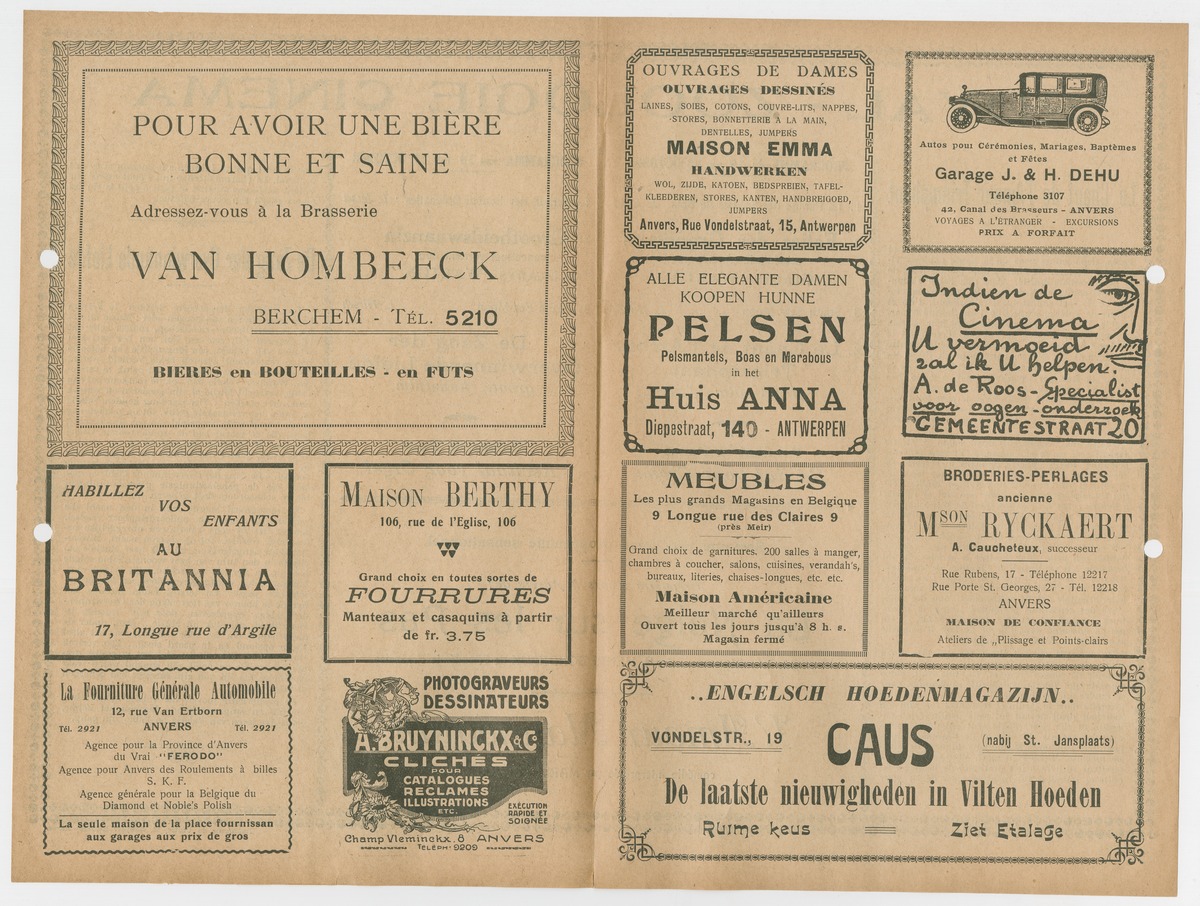 POUR AVOIR UNE BIÈRE
BONNE ET SAINE
Adressez-vous à la Brasserie
VAN HOMBEECK
BERCHEM - TÉL. 5210
BIERES en BOUTEILLES - en FUTS
HABILLEZ
VOS
ENFANTS
AU
BRITANNIA
17, Longue rue d'Argile
MAISON BERTHY
106, rue de l'Eglise, 106
Grand choix en toutes sortes de
FOURRURES
Manteaux et casaquins à partir
de fr. 3.75
La Fourniture Générale Automobile
12, rue Van Ertborn
Tél. 2921 ANVERS Tél. 2921
Agence pour la Province d'Anvers
du Vrai "FERODO"
Agence pour Anvers des Roulements à billes
S. K. F.
Agence générale pour la Belgique du
Diamond et Noble's Polish
La seule maison de la place fournissan
aux garages aux prix de gros
PHOTOGRAVEURS
DESSINATEURS
A. BRUYNINCKX & Co
CLICHÉS
POUR
CATALOGUES
RECLAMES
ILLUSTRATIONS
ETC.
EXÉCUTION
RAPIDE ET
SOIGNÉE
Champ Vleminckx 8 ANVERS
TELÉPH· 9209
OUVRAGES DE DAMES
OUVRAGES DESSINÉS
LAINES, SOIES, COTONS, COUVRE-LITS, NAPPES,
STORES, BONNETTERIE À LA MAIN,
DENTELLES, JUMPERS
MAISON EMMA
HANDWERKEN
WOL, ZIJDE, KATOEN, BEDSPREIEN, TAFEL-
KLEEDEREN, STORES, KANTEN, HANDBREIGOED,
JUMPERS
Anvers, Rue Vondelstraat, 15, Antwerpen
Autos pour Cérémonies, Mariages, Baptêmes
et Fêtes
Garage J. & H. DEHU
Téléphone 3107
42, Canal des Brasseurs - ANVERS
VOYAGES A L'ÉTRANGER - EXCURSIONS
PRIX A FORFAIT
ALLE ELEGANTE DAMEN
KOOPEN HUNNE
PELSEN
Pelsmantels, Boas en Marabous
in het
Huis ANNA
Diepestraat, 140 - ANTWERPEN
Indien de
Cinema
U vermoeid
zal ik U helpen.
A. de Roos - Specialist
voor oogen-onderzoek
GEMEENTESTRAAT 20
MEUBLES
Les plus grands Magasins en Belgique
9 Longue rue des Claires 9
(près Meir)
Grand choix de garnitures. 200 salles à manger,
chambres à coucher, salons, cuisines, verandah's,
bureaux, literies, chaises-longues, etc. etc.
Maison Américaine
Meilleur marché qu'ailleurs
Ouvert tous les jours jusqu'à 8 h. s.
Magasin fermé
BRODERIES-PERLAGES
ancienne
MSON RYCKAERT
A. Caucheteux, successeur
Rue Rubens, 17 - Téléphone 12217
Rue Porte St. Georges, 27 - Tél. 12218
ANVERS
MAISON DE CONFIANCE
Ateliers de „Plissage et Points-clairs
..ENGELSCH HOEDENMAGAZIJN..
VONDELSTR., 19 CAUS (nabij St. Jansplaats)
De laatste nieuwigheden in Vilten Hoeden
Ruime keus Ziet Etalage